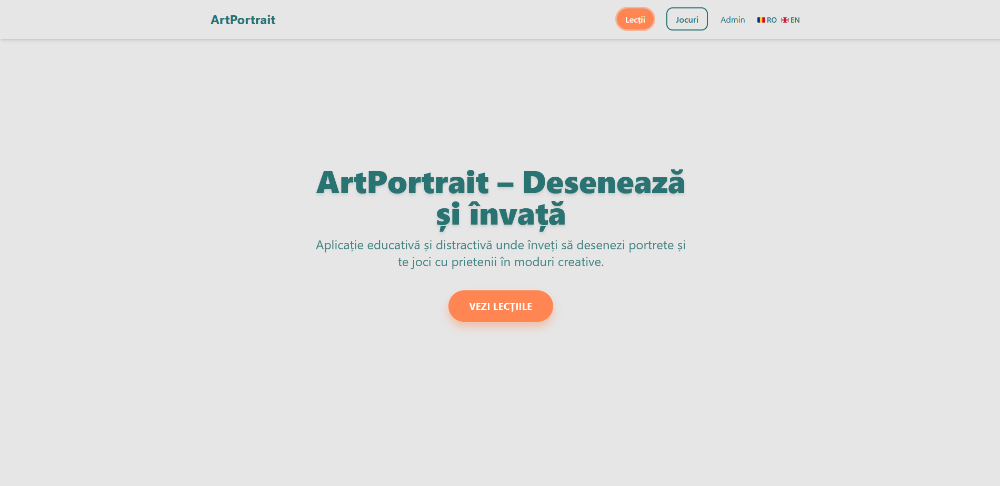 ArtPortrait
Lecții
Jocuri
Admin
RO
EN
ArtPortrait – Desenează
și învață
Aplicație educativă și distractivă unde înveți să desenezi portrete și
te joci cu prietenii în moduri creative.
VEZI LECȚIILE